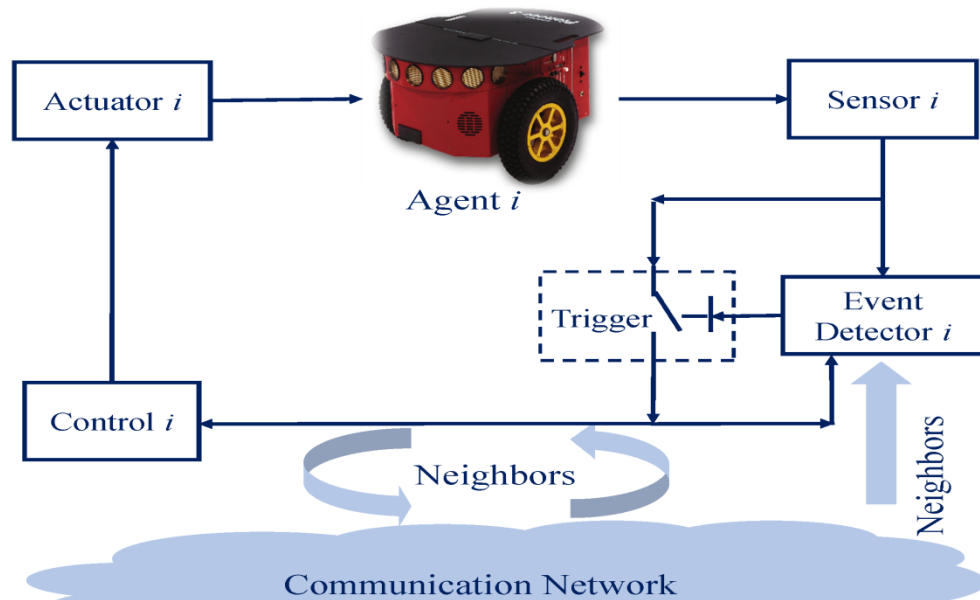 Actuator i
Sensor i
Agent i
Trigger
Event
Detector i
Control i
Neighbors
Neighbors
Communication Network